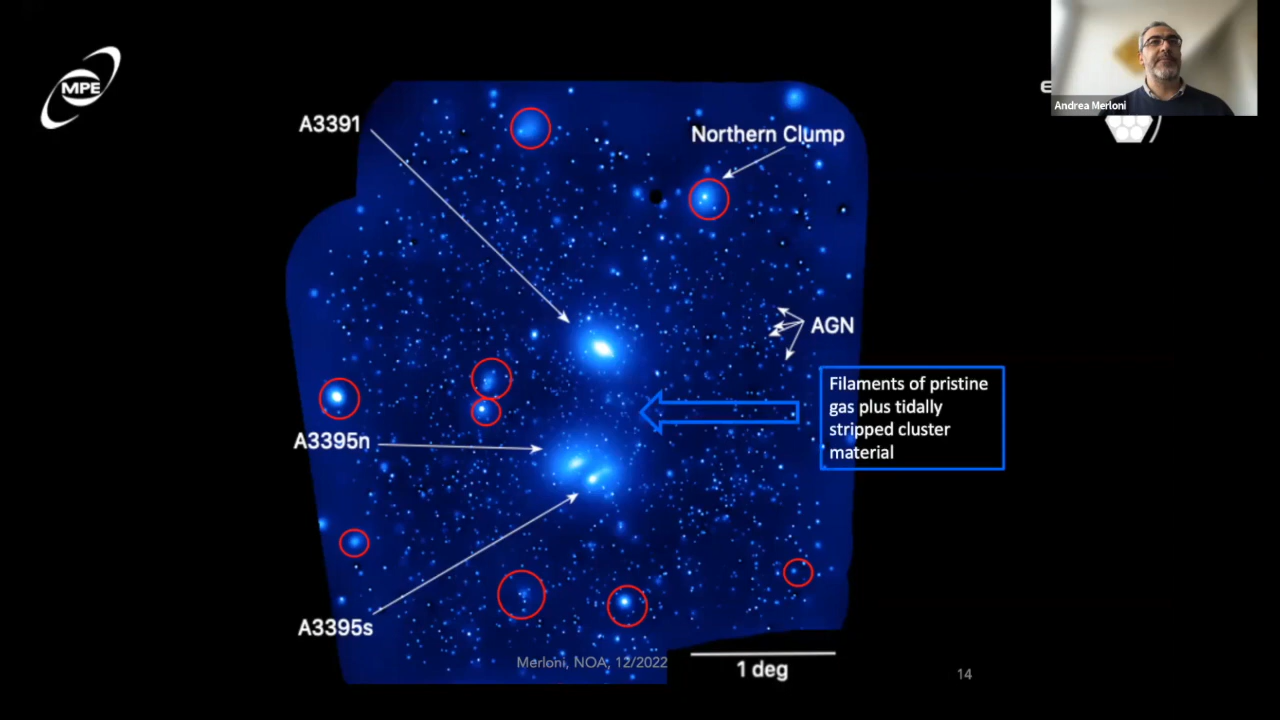 MPE
Andrea Merloni
A3391
Northern Clump
AGN
Filaments of pristine
gas plus tidally
stripped cluster
material
A3395n
A3395s
Merloni, NOA, 12/2022
1 deg
14